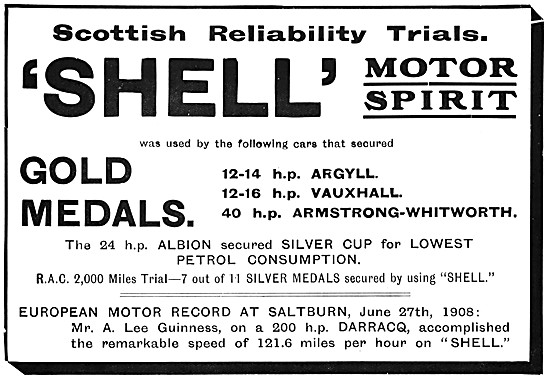 Scottish Reliability Trials.
'SHELL' MOTOR SPIRIT
was used by the following cars that secured
GOLD MEDALS.
12-14 h.p. ARGYLL.
12-16 h.p. VAUXHALL.
40 h.p. ARMSTRONG-WHITWORTH.
The 24 h.p. ALBION secured SILVER CUP for LOWEST
PETROL CONSUMPTION.
R.A.C. 2,000 Miles Trial—7 out of 11 SILVER MEDALS secured by using "SHELL."
EUROPEAN MOTOR RECORD AT SALTBURN, June 27th, 1908:
Mr. A. Lee Guinness, on a 200 h.p. DARRACQ, accomplished
the remarkable speed of 121.6 miles per hour on "SHELL."